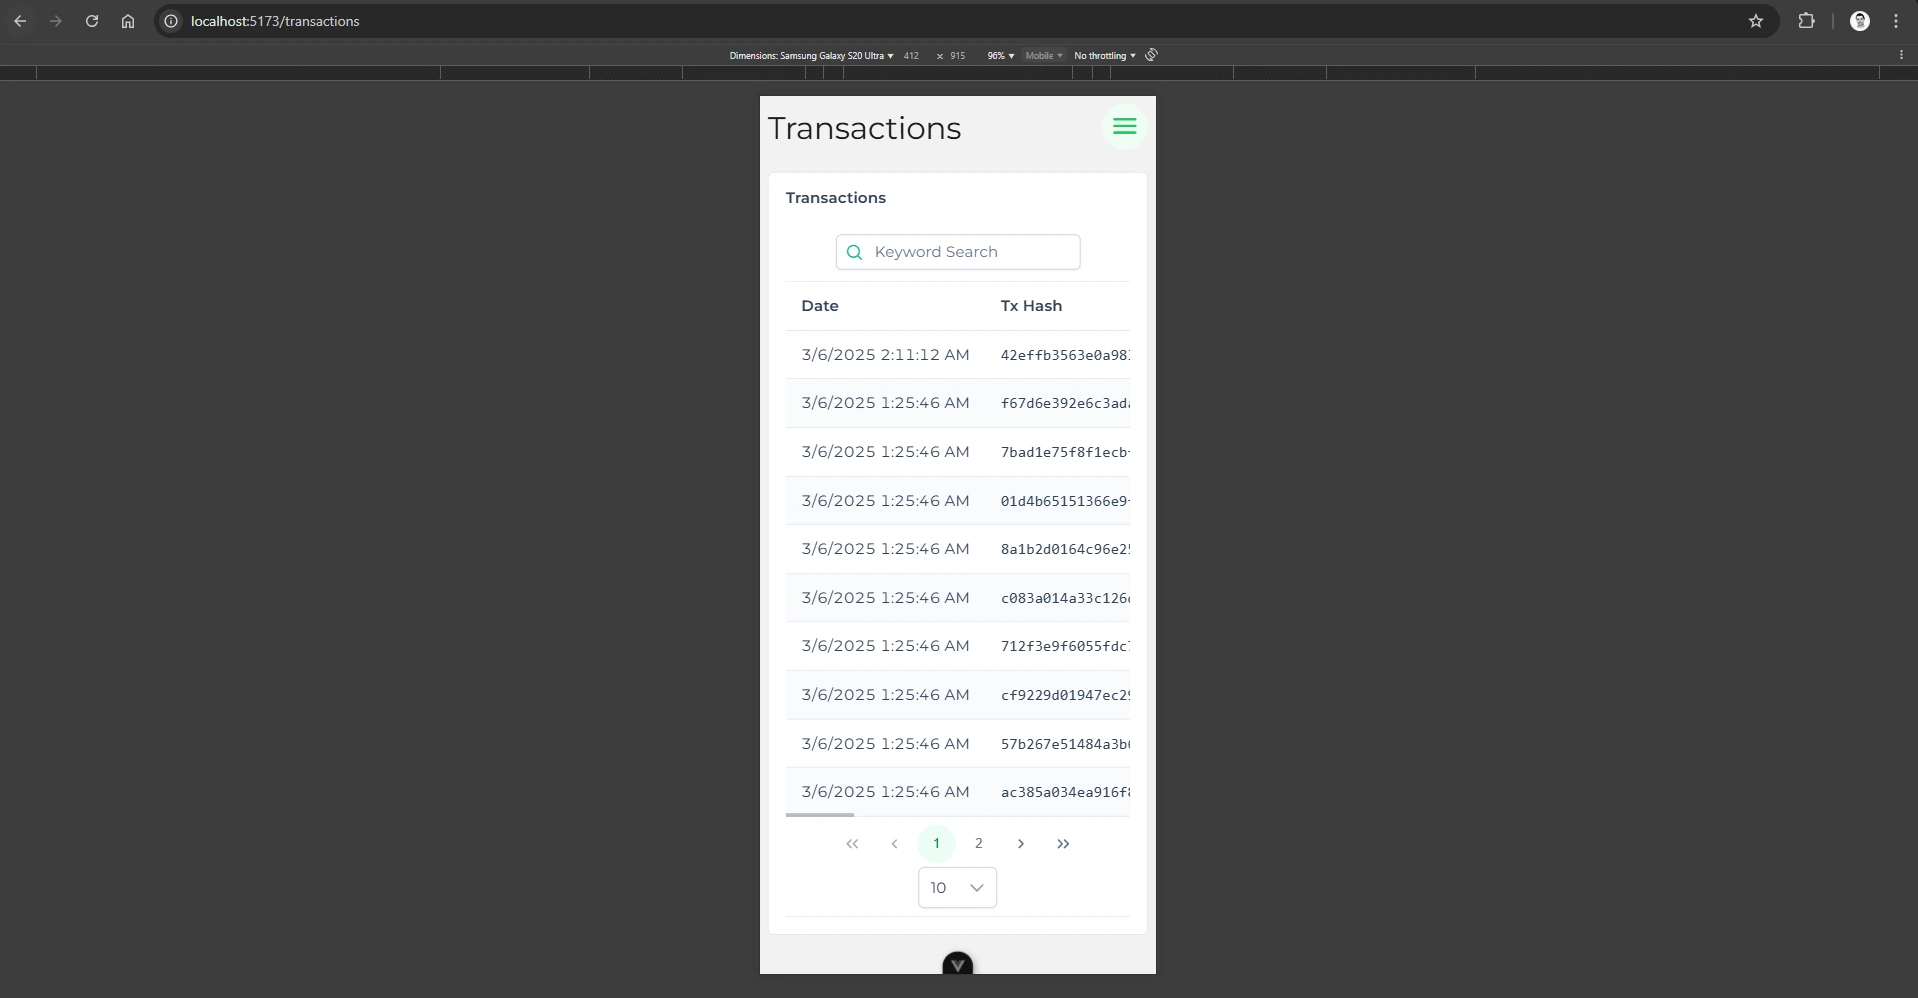 localhost:5173/transactions
Dimensions: Samsung Galaxy S20 Ultra ▼ 412 × 915 96% ▼ Mobile ▼ No throttling ▼
Transactions
Transactions
Keyword Search
Date Tx Hash
3/6/2025 2:11:12 AM 42effb3563e0a98
3/6/2025 1:25:46 AM f67d6e392e6c3ad
3/6/2025 1:25:46 AM 7bad1e75f8f1ecb
3/6/2025 1:25:46 AM 01d4b65151366e9
3/6/2025 1:25:46 AM 8a1b2d0164c96e2
3/6/2025 1:25:46 AM c083a014a33c126
3/6/2025 1:25:46 AM 712f3e9f6055fdc
3/6/2025 1:25:46 AM cf9229d01947ec2
3/6/2025 1:25:46 AM 57b267e51484a3b
3/6/2025 1:25:46 AM ac385a034ea916f
« ‹ 1 2 › »
10